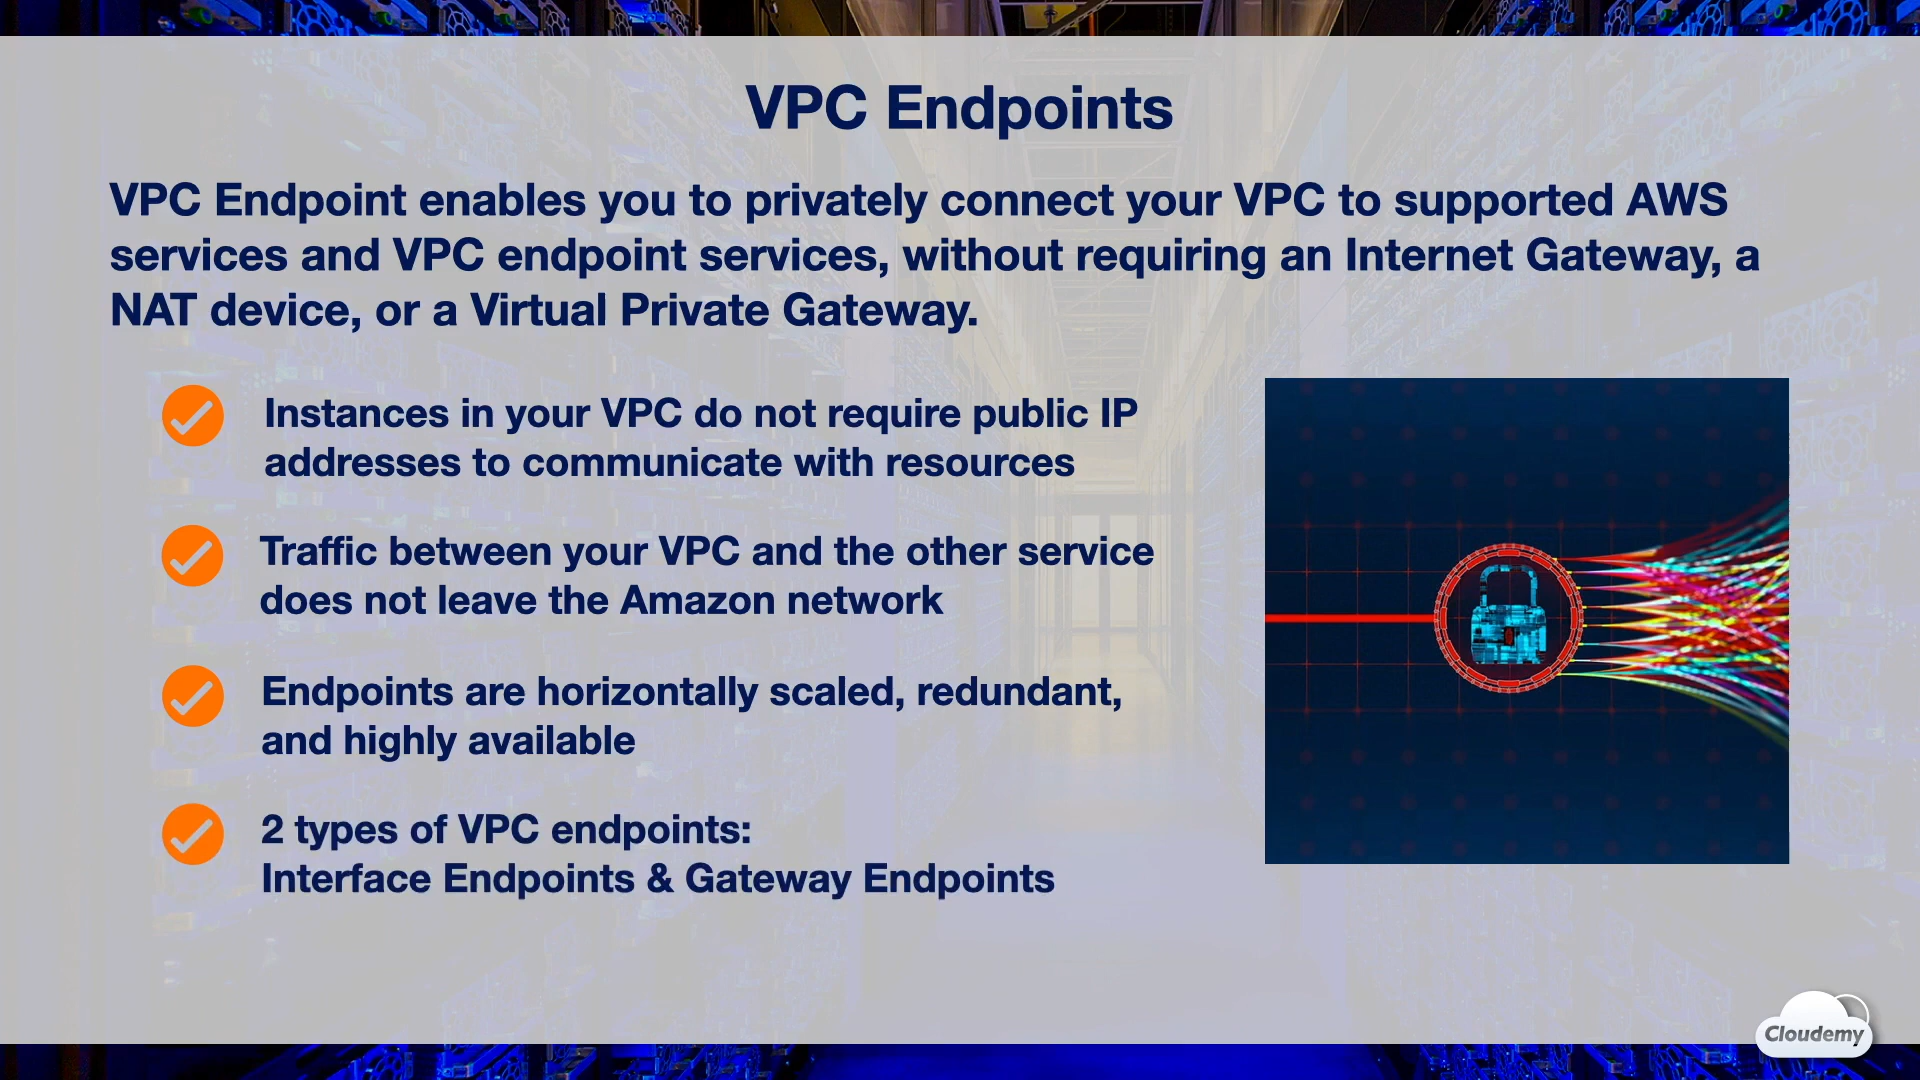 VPC Endpoints
VPC Endpoint enables you to privately connect your VPC to supported AWS
services and VPC endpoint services, without requiring an Internet Gateway, a
NAT device, or a Virtual Private Gateway.
Instances in your VPC do not require public IP
addresses to communicate with resources
Traffic between your VPC and the other service
does not leave the Amazon network
Endpoints are horizontally scaled, redundant,
and highly available
2 types of VPC endpoints:
Interface Endpoints & Gateway Endpoints
Cloudemy